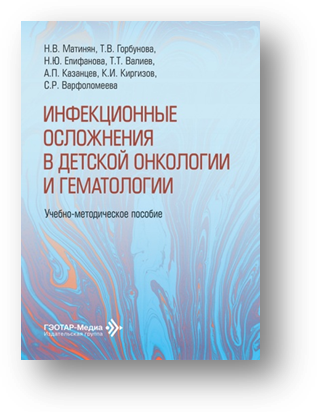 Н.В. Матинян, Т.В. Горбунова,
Н.Ю. Епифанова, Т.Т. Валиев,
А.П. Казанцев, К.И. Киргизов,
С.Р. Варфоломеева
ИНФЕКЦИОННЫЕ
ОСЛОЖНЕНИЯ
В ДЕТСКОЙ ОНКОЛОГИИ
И ГЕМАТОЛОГИИ
Учебно-методическое пособие
ГЭОТАР-Медиа
Издательская группа